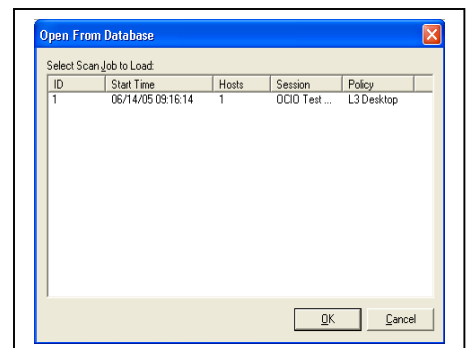 Open From Database
Select Scan Job to Load:
ID Start Time Hosts Session Policy
1 06/14/05 09:16:14 1 OCIO Test ... L3 Desktop
OK Cancel